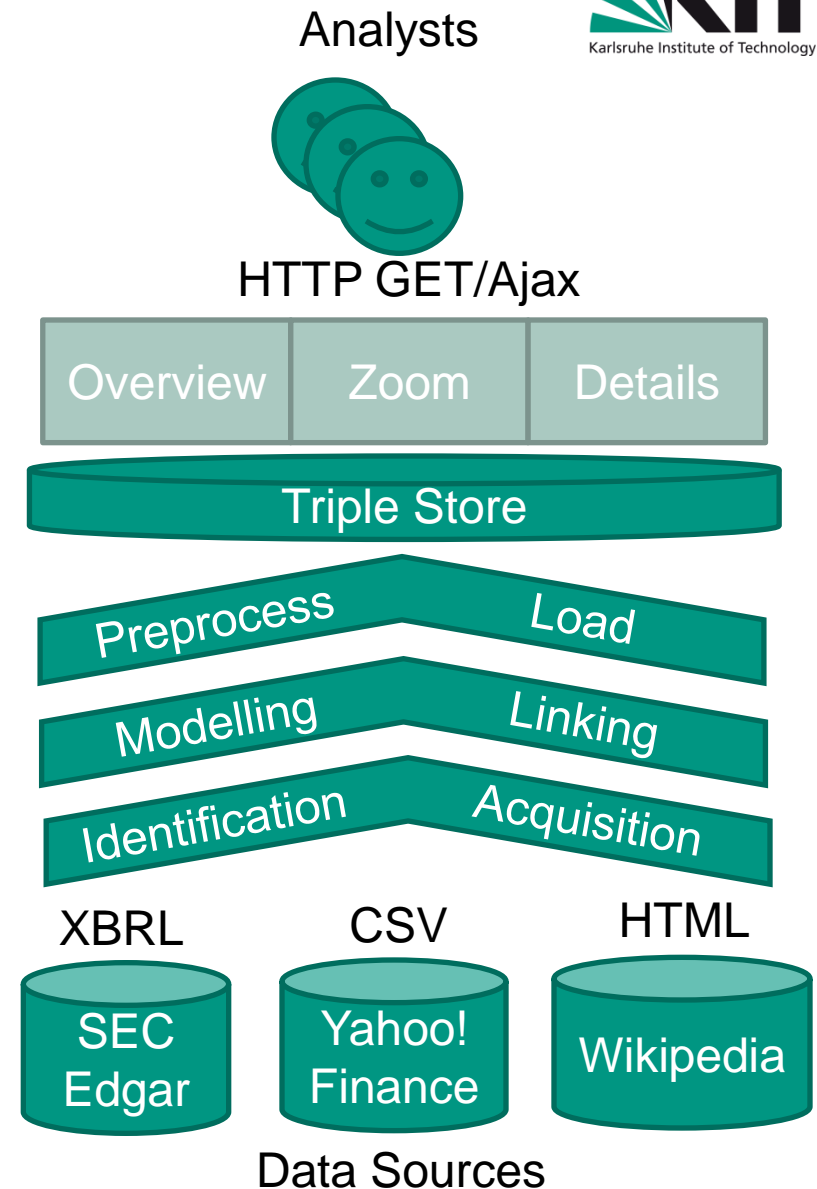 Analysts
KIT
Karlsruhe Institute of Technology
HTTP GET/Ajax
Overview Zoom Details
Triple Store
Preprocess Load
Modelling Linking
Identification Acquisition
XBRL CSV HTML
SEC
Edgar
Yahoo!
Finance
Wikipedia
Data Sources